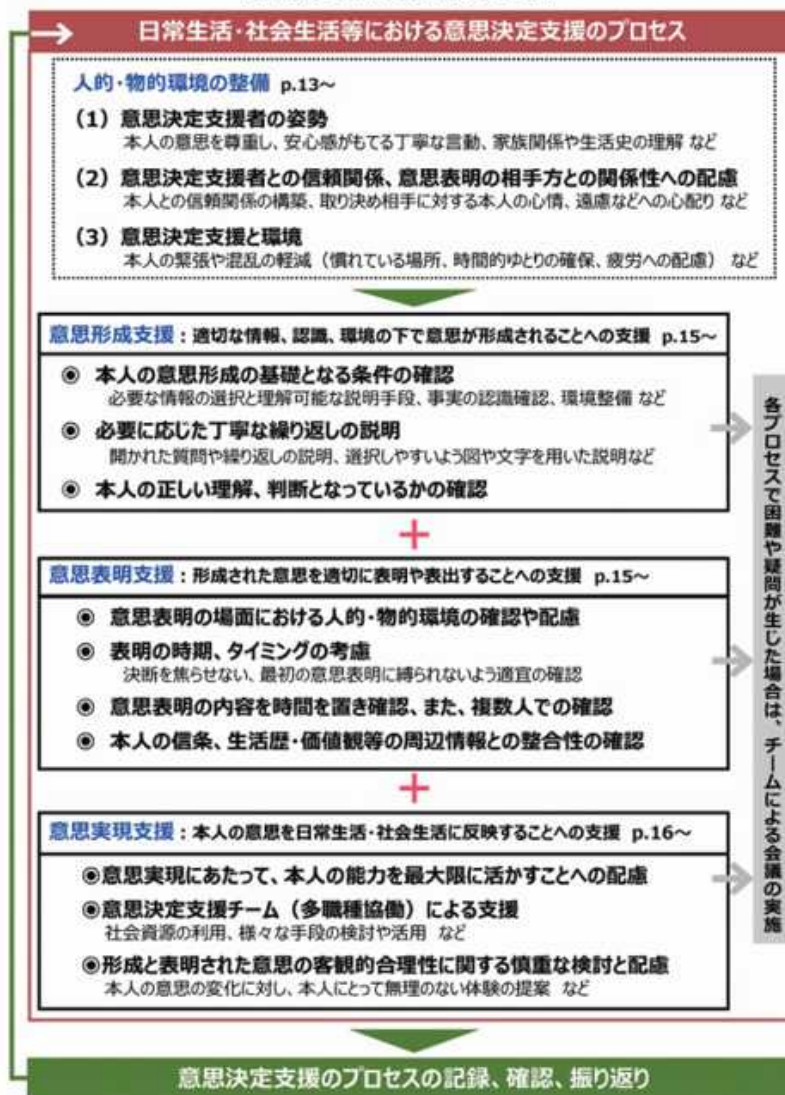 日常生活・社会生活等における意思決定支援のプロセス
人的・物的環境の整備 p.13～
（1）意思決定支援者の姿勢
本人の意思を尊重し、安心感がもてる丁寧な言動、家族関係や生活史の理解 など
（2）意思決定支援者との信頼関係、意思表明の相手方との関係性への配慮
本人との信頼関係の構築、取り決め相手に対する本人の心情、遠慮などへの心配り など
（3）意思決定支援と環境
本人の緊張や混乱の軽減（慣れている場所、時間的ゆとりの確保、疲労への配慮） など
意思形成支援：適切な情報、認識、環境の下で意思が形成されることへの支援 p.15～
◉ 本人の意思形成の基礎となる条件の確認
必要な情報の選択と理解可能な説明手段、事実の認識確認、環境整備 など
◉ 必要に応じた丁寧な繰り返しの説明
開かれた質問や繰り返しの説明、選択しやすいよう図や文字を用いた説明など
◉ 本人の正しい理解、判断となっているかの確認
+
意思表明支援：形成された意思を適切に表明や表出することへの支援 p.15～
◉ 意思表明の場面における人的・物的環境の確認や配慮
◉ 表明の時期、タイミングの考慮
決断を焦らせない、最初の意思表明に縛られないよう適宜の確認
◉ 意思表明の内容を時間を置き確認、また、複数人での確認
◉ 本人の信条、生活歴・価値観等の周辺情報との整合性の確認
+
意思実現支援：本人の意思を日常生活・社会生活に反映することへの支援 p.16～
◉意思実現にあたって、本人の能力を最大限に活かすことへの配慮
◉意思決定支援チーム（多職種協働）による支援
社会資源の利用、様々な手段の検討や活用 など
◉形成と表明された意思の客観的合理性に関する慎重な検討と配慮
本人の意思の変化に対し、本人にとって無理のない体験の提案 など
各プロセスで困難や疑問が生じた場合は、チームによる会議の実施
意思決定支援のプロセスの記録、確認、振り返り